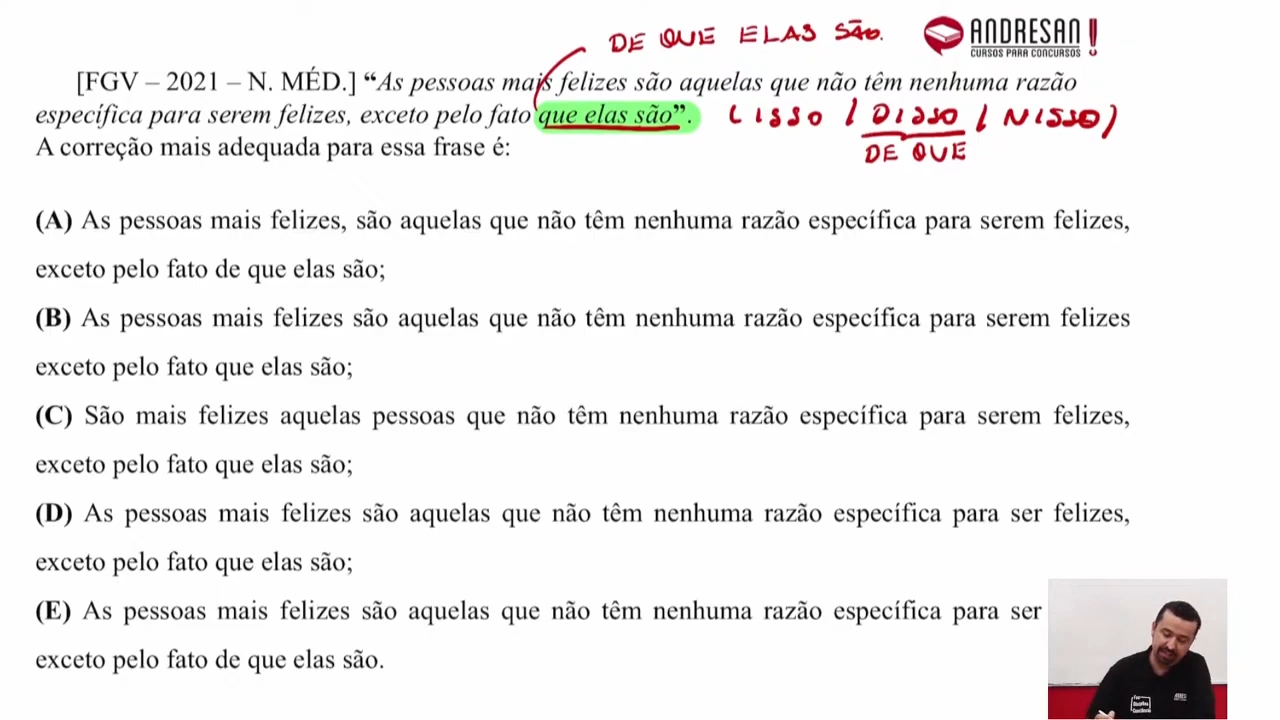 DE QUE ELAS SÃO.
ANDRESAN!
CURSOS PARA CONCURSOS
[FGV – 2021 – N. MÉD.] “As pessoas mais felizes são aquelas que não têm nenhuma razão
específica para serem felizes, exceto pelo fato que elas são”. (ISSO / DISSO / NISSO)
DE QUE
A correção mais adequada para essa frase é:
(A) As pessoas mais felizes, são aquelas que não têm nenhuma razão específica para serem felizes,
exceto pelo fato de que elas são;
(B) As pessoas mais felizes são aquelas que não têm nenhuma razão específica para serem felizes
exceto pelo fato que elas são;
(C) São mais felizes aquelas pessoas que não têm nenhuma razão específica para serem felizes,
exceto pelo fato que elas são;
(D) As pessoas mais felizes são aquelas que não têm nenhuma razão específica para ser felizes,
exceto pelo fato que elas são;
(E) As pessoas mais felizes são aquelas que não têm nenhuma razão específica para ser
exceto pelo fato de que elas são.